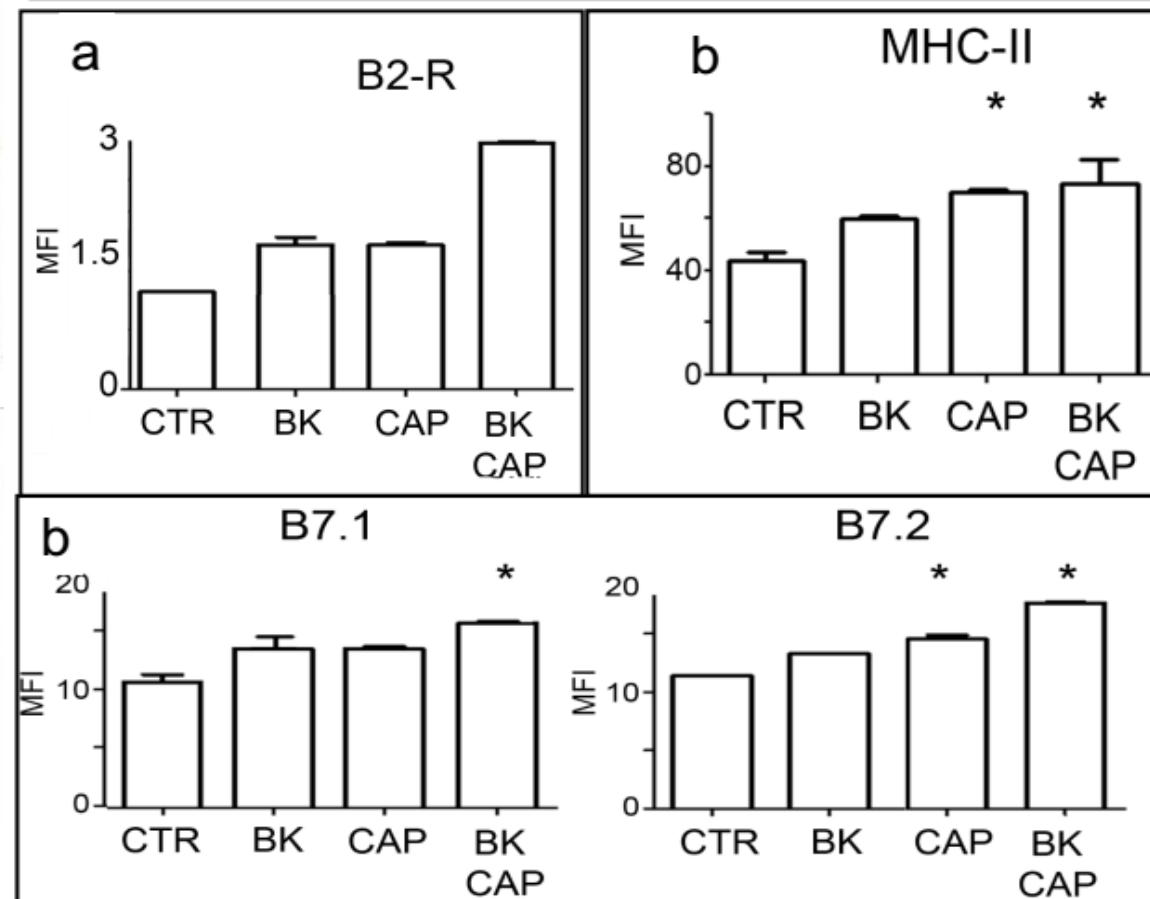 a
B2-R
3
1.5
0
MFI
CTR BK CAP BK
CAP
b
MHC-II
* *
80
40
0
MFI
CTR BK CAP BK
CAP
b
B7.1
*
20
10
0
MFI
CTR BK CAP BK
CAP
B7.2
* *
20
10
0
MFI
CTR BK CAP BK
CAP